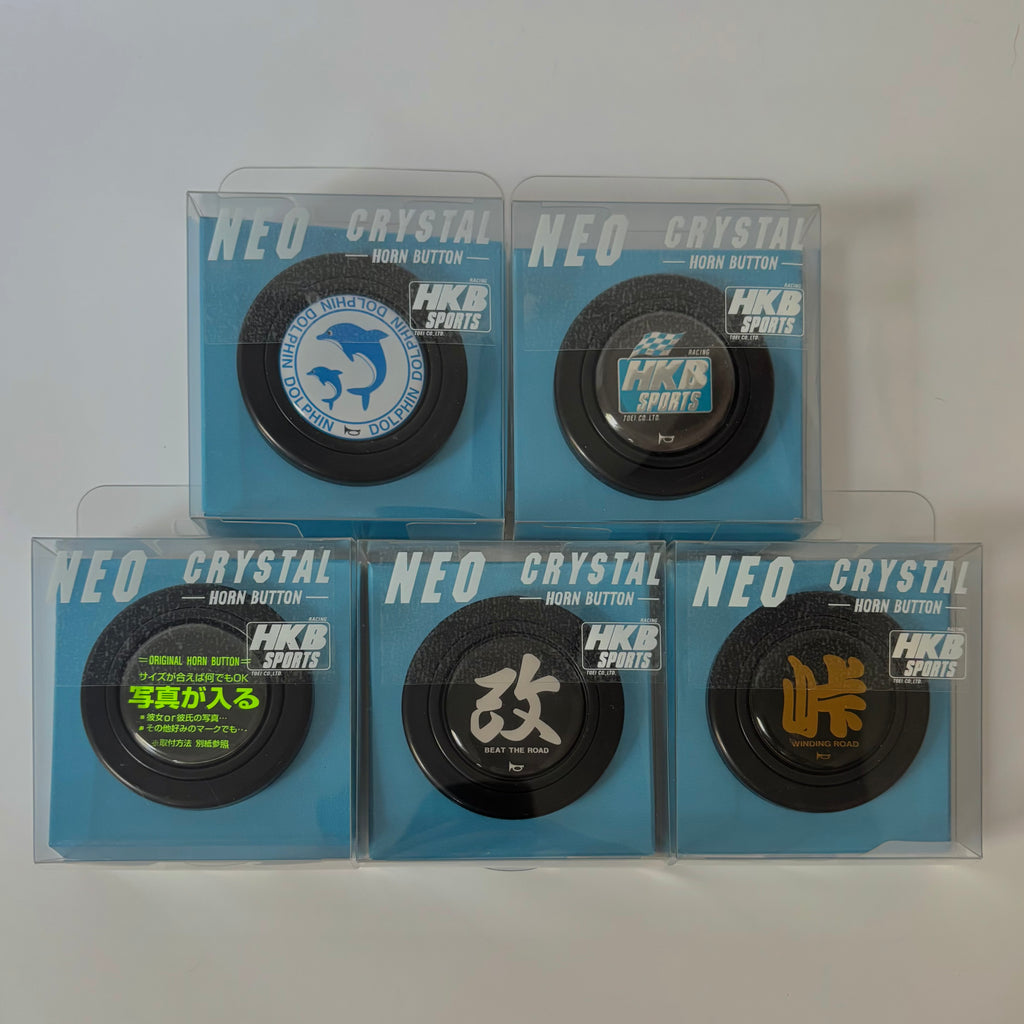 NEO CRYSTAL
HORN BUTTON
RACING
HKB
SPORTS
TOEI CO.,LTD.
DOLPHIN DOLPHIN DOLPHIN DOLPHIN DOLPHIN
NEO CRYSTAL
HORN BUTTON
RACING
HKB
SPORTS
TOEI CO.,LTD.
RACING
HKB
SPORTS
TOEI CO.,LTD.
NEO CRYSTAL
HORN BUTTON
RACING
HKB
SPORTS
TOEI CO.,LTD.
=ORIGINAL HORN BUTTON=
サイズが合えば何でもOK
写真が入る
▪彼女or彼氏の写真…
▪その他好みのマークでも…
※取付方法 別紙参照
NEO CRYSTAL
HORN BUTTON
RACING
HKB
SPORTS
TOEI CO.,LTD.
改
BEAT THE ROAD
NEO CRYSTAL
HORN BUTTON
RACING
HKB
SPORTS
TOEI CO.,LTD.
峠
WINDING ROAD